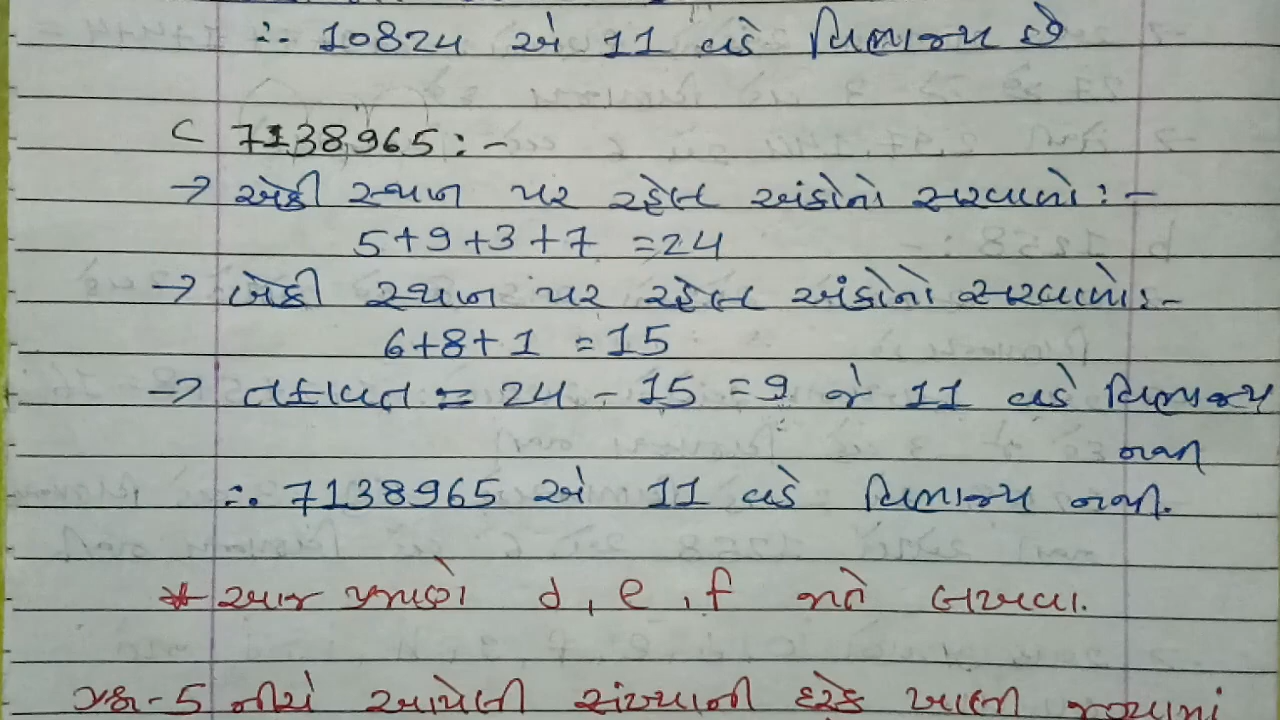 ∴ 10824 એ 11 વડે વિભાજ્ય છે
c 7138965 :-
→ એકી સ્થાન પર રહેલ અંકોનો સરવાળો :-
5+9+3+7 =24
→ બેકી સ્થાન પર રહેલ અંકોનો સરવાળો :-
6+8+1 =15
→ તફાવત = 24 - 15 = 9 જે 11 વડે વિભાજ્ય
નથી
∴ 7138965 એ 11 વડે વિભાજ્ય નથી.
* આજ પ્રમાણે d, e, f જાતે લખવા.
પ્રશ્ન-5 નીચે આપેલી સંખ્યાની દરેક ખાલી જગ્યામાં